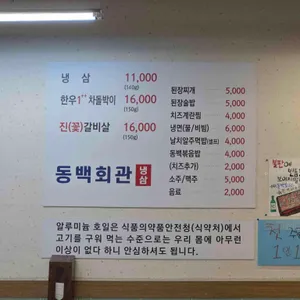 냉 삼 11,000
(160g)
한우1++ 차돌박이 16,000
(130g)
진(꽃)갈비살 16,000
(150g)
된장찌개 5,000
된장술밥 5,000
치즈계란찜 4,000
냉면(물/비빔) 6,000
날치알주먹밥(셀프) 4,000
동백볶음밥 4,000
(치즈추가) 2,000
소주/맥주 5,000
음료 2,000
동백회관 냉삼
알루미늄 호일은 식품의약품안전청(식약처)에서
고기를 구워 먹는 수준으로는 우리 몸에 아무런
이상이 없다 하니 안심하셔도 됩니다.